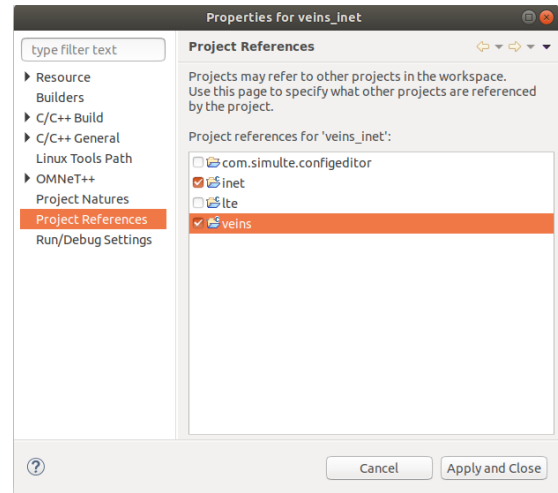 Properties for veins_inet
type filter text
Resource
Builders
C/C++ Build
C/C++ General
Linux Tools Path
OMNeT++
Project Natures
Project References
Run/Debug Settings
Project References
Projects may refer to other projects in the workspace.
Use this page to specify what other projects are referenced
by the project.
Project references for 'veins_inet':
com.simulte.configeditor
inet
lte
veins
Cancel
Apply and Close